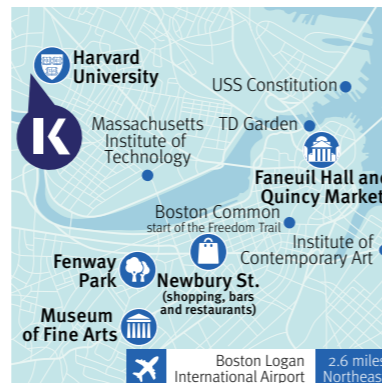 Harvard
University
K
USS Constitution
Massachusetts
Institute of
Technology
TD Garden
Faneuil Hall and
Quincy Market
Boston Common
start of the Freedom Trail
Institute of
Contemporary Art
Fenway
Park
Newbury St.
(shopping, bars
and restaurants)
Museum
of Fine Arts
Boston Logan
International Airport
2.6 miles
Northeast